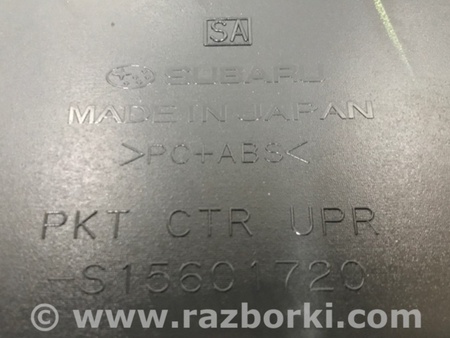 SA
SUBARU
MADE IN JAPAN
>PC+ABS<
PKT CTR UPR
-S15601720
© www.razborki.com